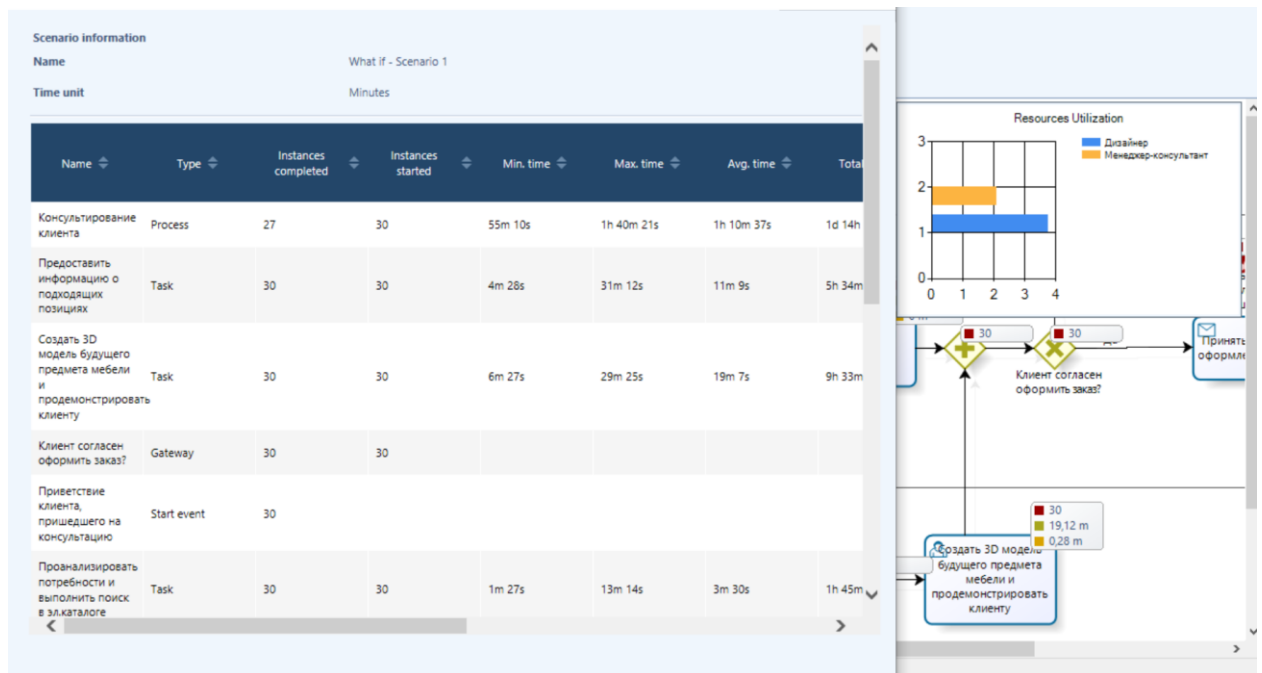 Scenario information
Name What if - Scenario 1
Time unit Minutes
Name Type Instances completed Instances started Min. time Max. time Avg. time Total
Консультирование
клиента
Process 27 30 55m 10s 1h 40m 21s 1h 10m 37s 1d 14h
Предоставить
информацию о
подходящих
позициях
Task 30 30 4m 28s 31m 12s 11m 9s 5h 34m
Создать 3D
модель будущего
предмета мебели
и
продемонстрировать
клиенту
Task 30 30 6m 27s 29m 25s 19m 7s 9h 33m
Клиент согласен
оформить заказ?
Gateway 30 30
Приветствие
клиента,
пришедшего на
консультацию
Start event 30
Проанализировать
потребности и
выполнить поиск
в эл.каталоге
Task 30 30 1m 27s 13m 14s 3m 30s 1h 45m
Resources Utilization
3
2
1
0
0 1 2 3 4
Дизайнер
Менеджер-консультант
30
30
Клиент согласен
оформить заказ?
Принять
оформле
30
19,12 m
0,28 m
Создать 3D модель
будущего предмета
мебели и
продемонстрировать
клиенту